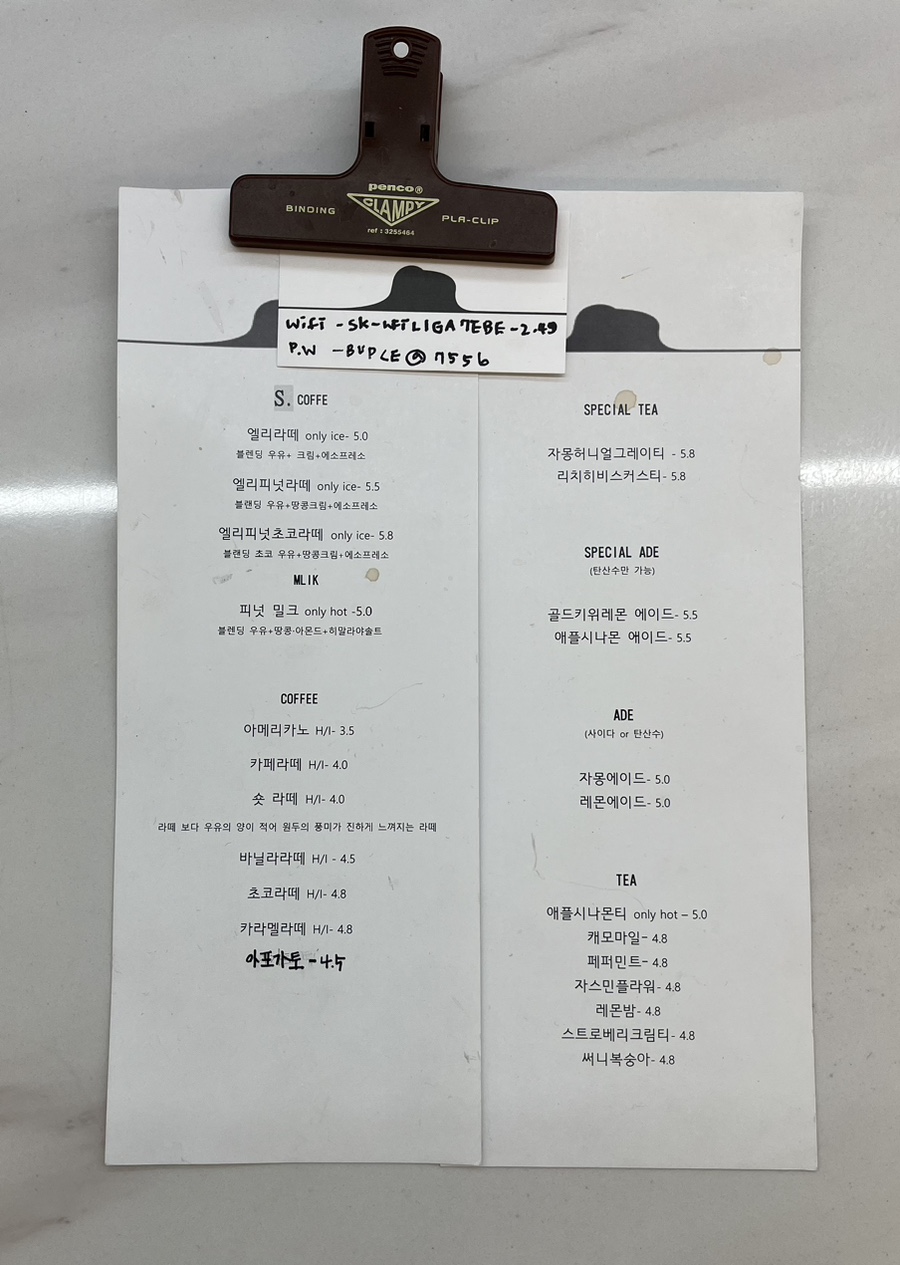 penco®
BINDING CLAMPY PLA-CLIP
ref : 3255464
Wifi - SK-WiFi LIGA 7EBE - 2.4g
P.W - BUPLE@7556
S. COFFE
엘리라떼 only ice- 5.0
블렌딩 우유+ 크림+에소프레소
엘리피넛라떼 only ice- 5.5
블랜딩 우유+땅콩크림+에소프레소
엘리피넛초코라떼 only ice- 5.8
블랜딩 초코 우유+땅콩크림+에소프레소
MLIK
피넛 밀크 only hot -5.0
블렌딩 우유+땅콩·아몬드+히말라야솔트
COFFEE
아메리카노 H/I- 3.5
카페라떼 H/I- 4.0
숏 라떼 H/I- 4.0
라떼 보다 우유의 양이 적어 원두의 풍미가 진하게 느껴지는 라떼
바닐라라떼 H/I - 4.5
초코라떼 H/I- 4.8
카라멜라떼 H/I- 4.8
아포가토 - 4.5
SPECIAL TEA
자몽허니얼그레이티 - 5.8
리치히비스커스티- 5.8
SPECIAL ADE
(탄산수만 가능)
골드키위레몬 에이드- 5.5
애플시나몬 애이드- 5.5
ADE
(사이다 or 탄산수)
자몽에이드- 5.0
레몬에이드- 5.0
TEA
애플시나몬티 only hot – 5.0
캐모마일- 4.8
페퍼민트- 4.8
자스민플라워- 4.8
레몬밤- 4.8
스트로베리크림티- 4.8
써니복숭아- 4.8